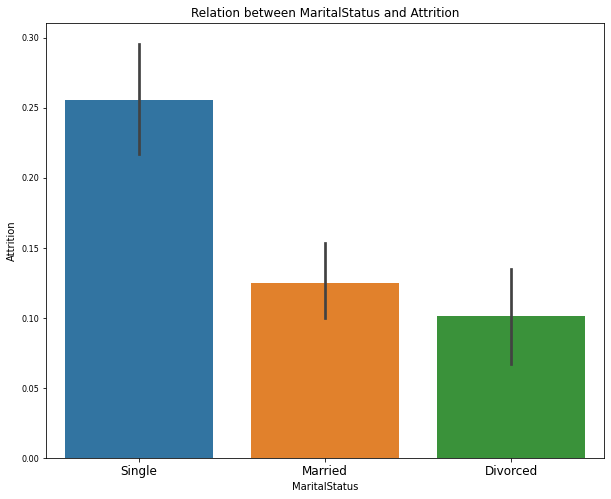 Relation between MaritalStatus and Attrition
0.30
0.25
0.20
0.15
0.10
0.05
0.00
Attrition
Single Married Divorced
MaritalStatus